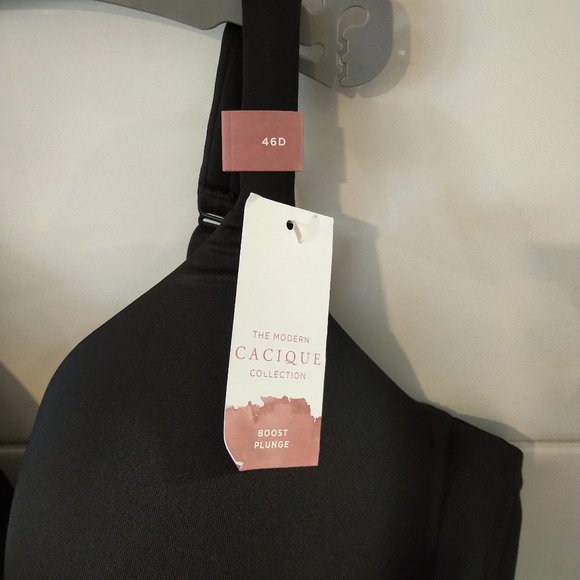 46D
THE MODERN
CACIQUE
COLLECTION
BOOST
PLUNGE